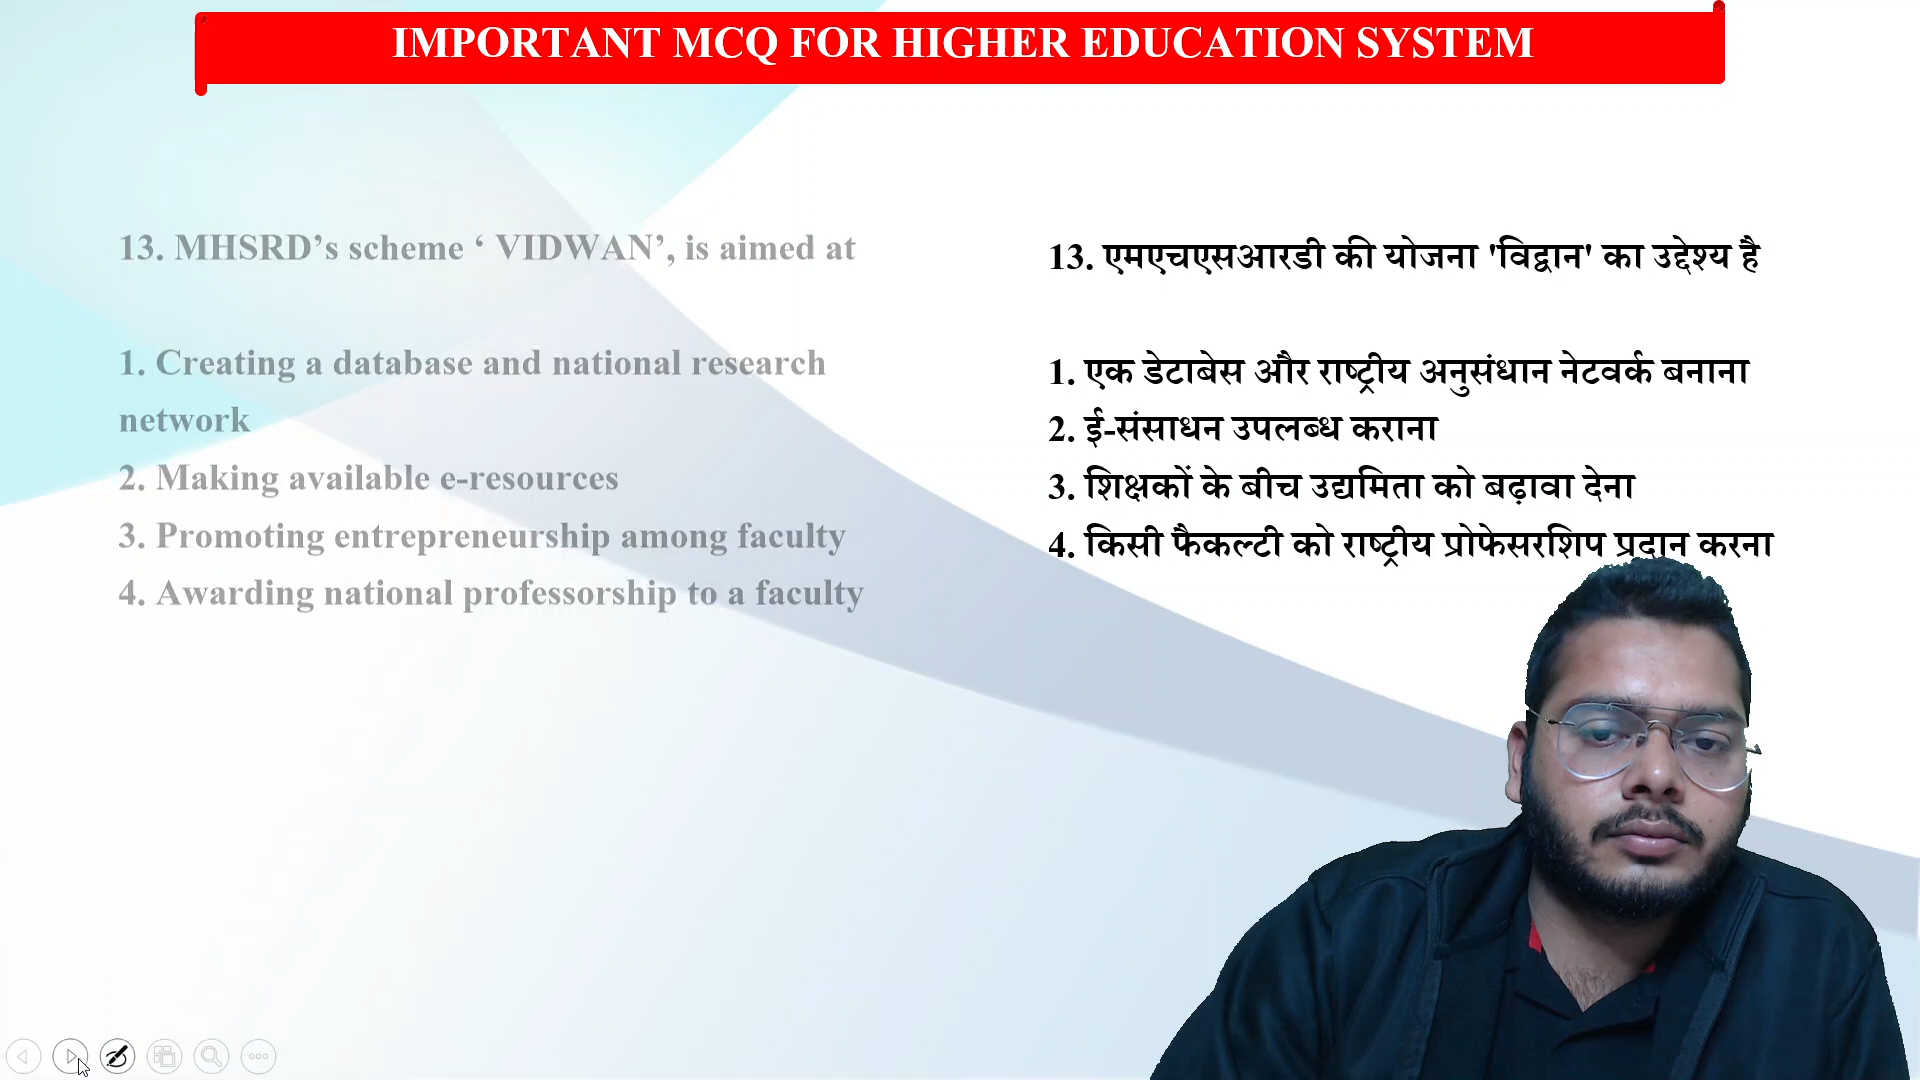 IMPORTANT MCQ FOR HIGHER EDUCATION SYSTEM
13. MHSRD’s scheme ‘ VIDWAN’, is aimed at
1. Creating a database and national research
network
2. Making available e-resources
3. Promoting entrepreneurship among faculty
4. Awarding national professorship to a faculty
13. एमएचएसआरडी की योजना 'विद्वान' का उद्देश्य है
1. एक डेटाबेस और राष्ट्रीय अनुसंधान नेटवर्क बनाना
2. ई-संसाधन उपलब्ध कराना
3. शिक्षकों के बीच उद्यमिता को बढ़ावा देना
4. किसी फैकल्टी को राष्ट्रीय प्रोफेसरशिप प्रदान करना